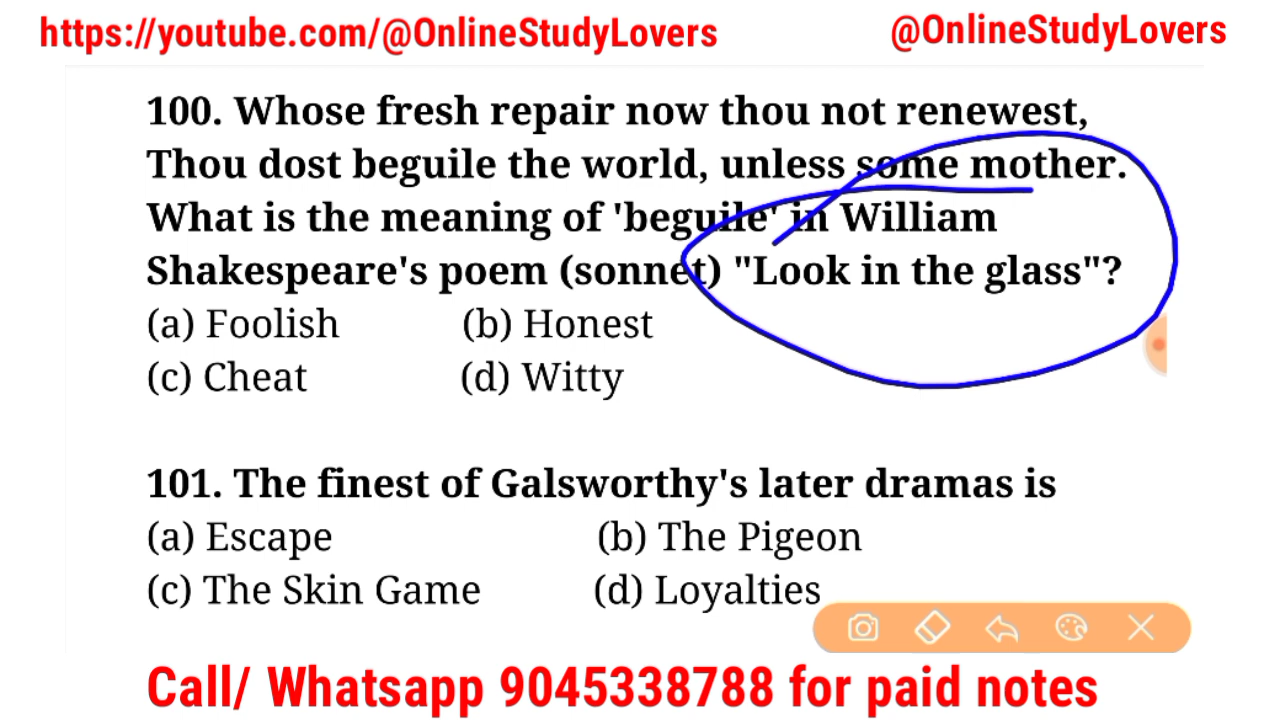 https://youtube.com/@OnlineStudyLovers @OnlineStudyLovers
100. Whose fresh repair now thou not renewest,
Thou dost beguile the world, unless some mother.
What is the meaning of 'beguile' in William
Shakespeare's poem (sonnet) "Look in the glass"?
(a) Foolish (b) Honest
(c) Cheat (d) Witty
101. The finest of Galsworthy's later dramas is
(a) Escape (b) The Pigeon
(c) The Skin Game (d) Loyalties
Call/ Whatsapp 9045338788 for paid notes